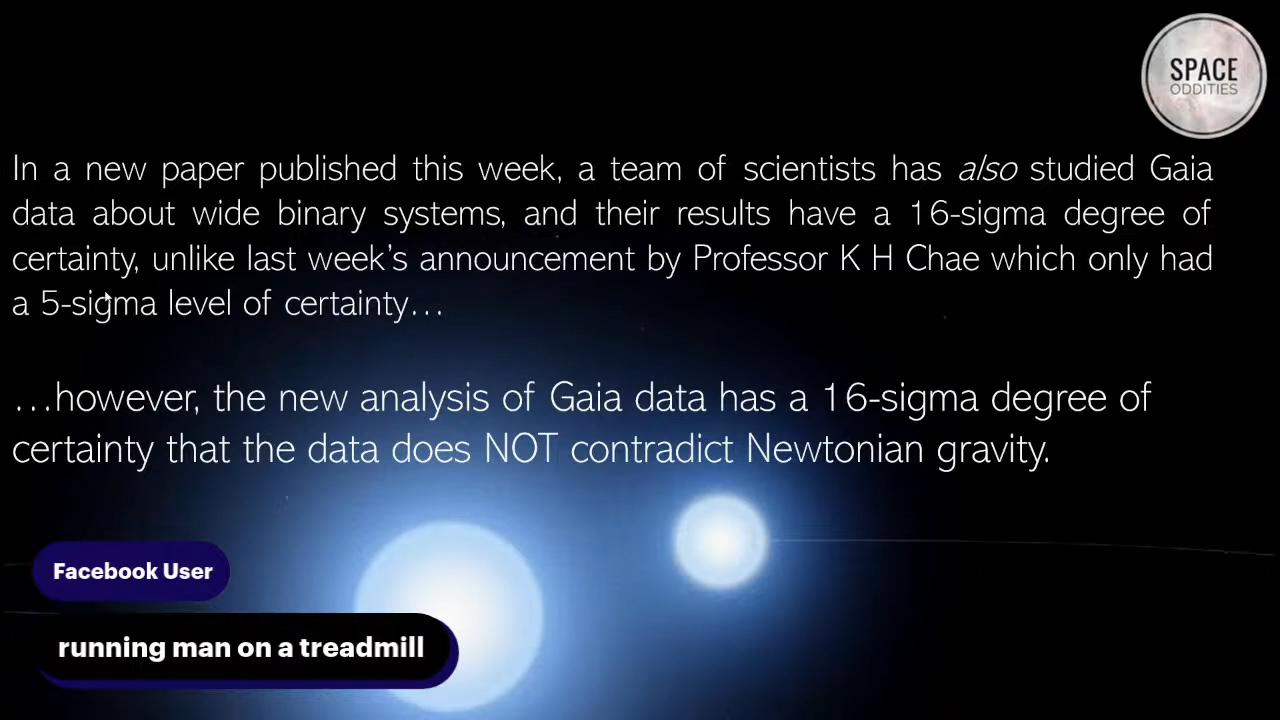 SPACE
ODDITIES
In a new paper published this week, a team of scientists has also studied Gaia
data about wide binary systems, and their results have a 16-sigma degree of
certainty, unlike last week's announcement by Professor K H Chae which only had
a 5-sigma level of certainty...
...however, the new analysis of Gaia data has a 16-sigma degree of
certainty that the data does NOT contradict Newtonian gravity.
Facebook User
running man on a treadmill